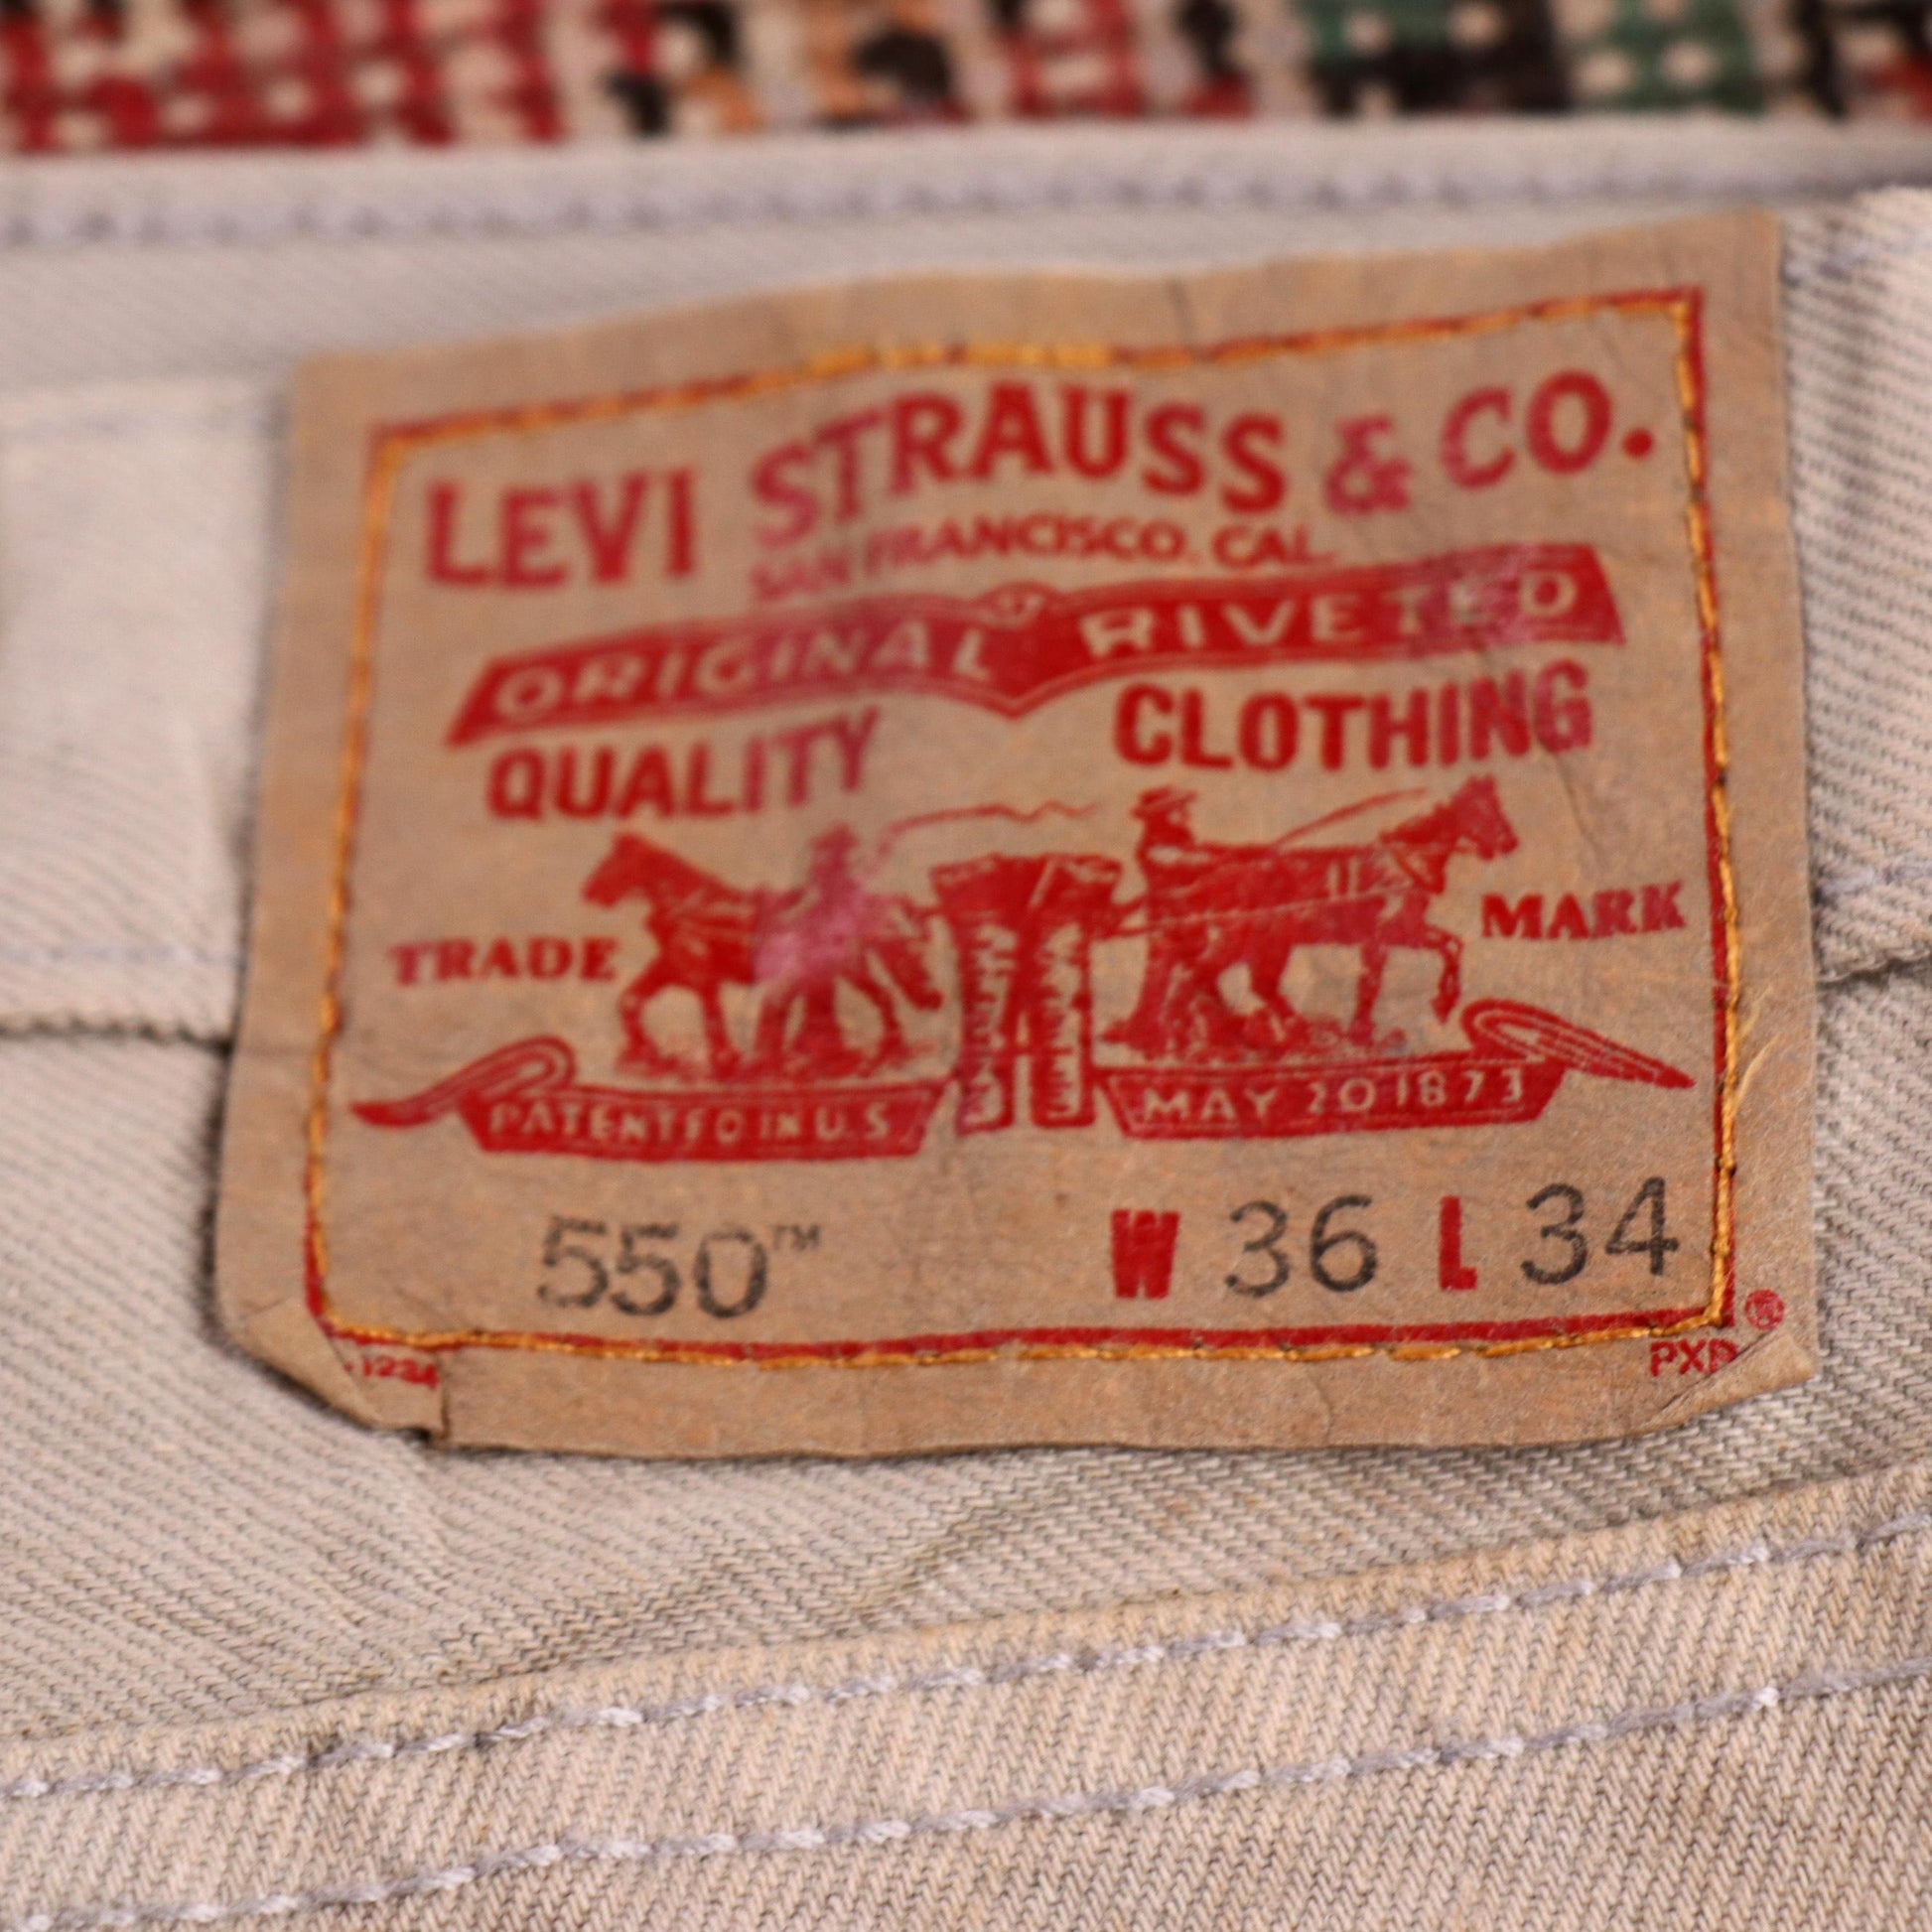 LEVI STRAUSS & CO.
SAN FRANCISCO. CAL.
ORIGINAL RIVETED
QUALITY CLOTHING
TRADE MARK
PATENTED IN U.S MAY 20 1873
550™ W 36 L 34
®
1234